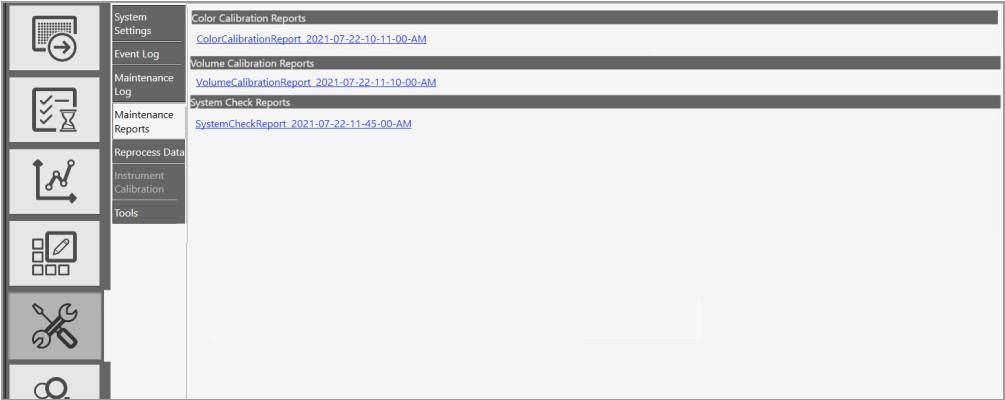 System
Settings
Event Log
Maintenance
Log
Maintenance
Reports
Reprocess Data
Instrument
Calibration
Tools
Color Calibration Reports
ColorCalibrationReport_2021-07-22-10-11-00-AM
Volume Calibration Reports
VolumeCalibrationReport_2021-07-22-11-10-00-AM
System Check Reports
SystemCheckReport_2021-07-22-11-45-00-AM